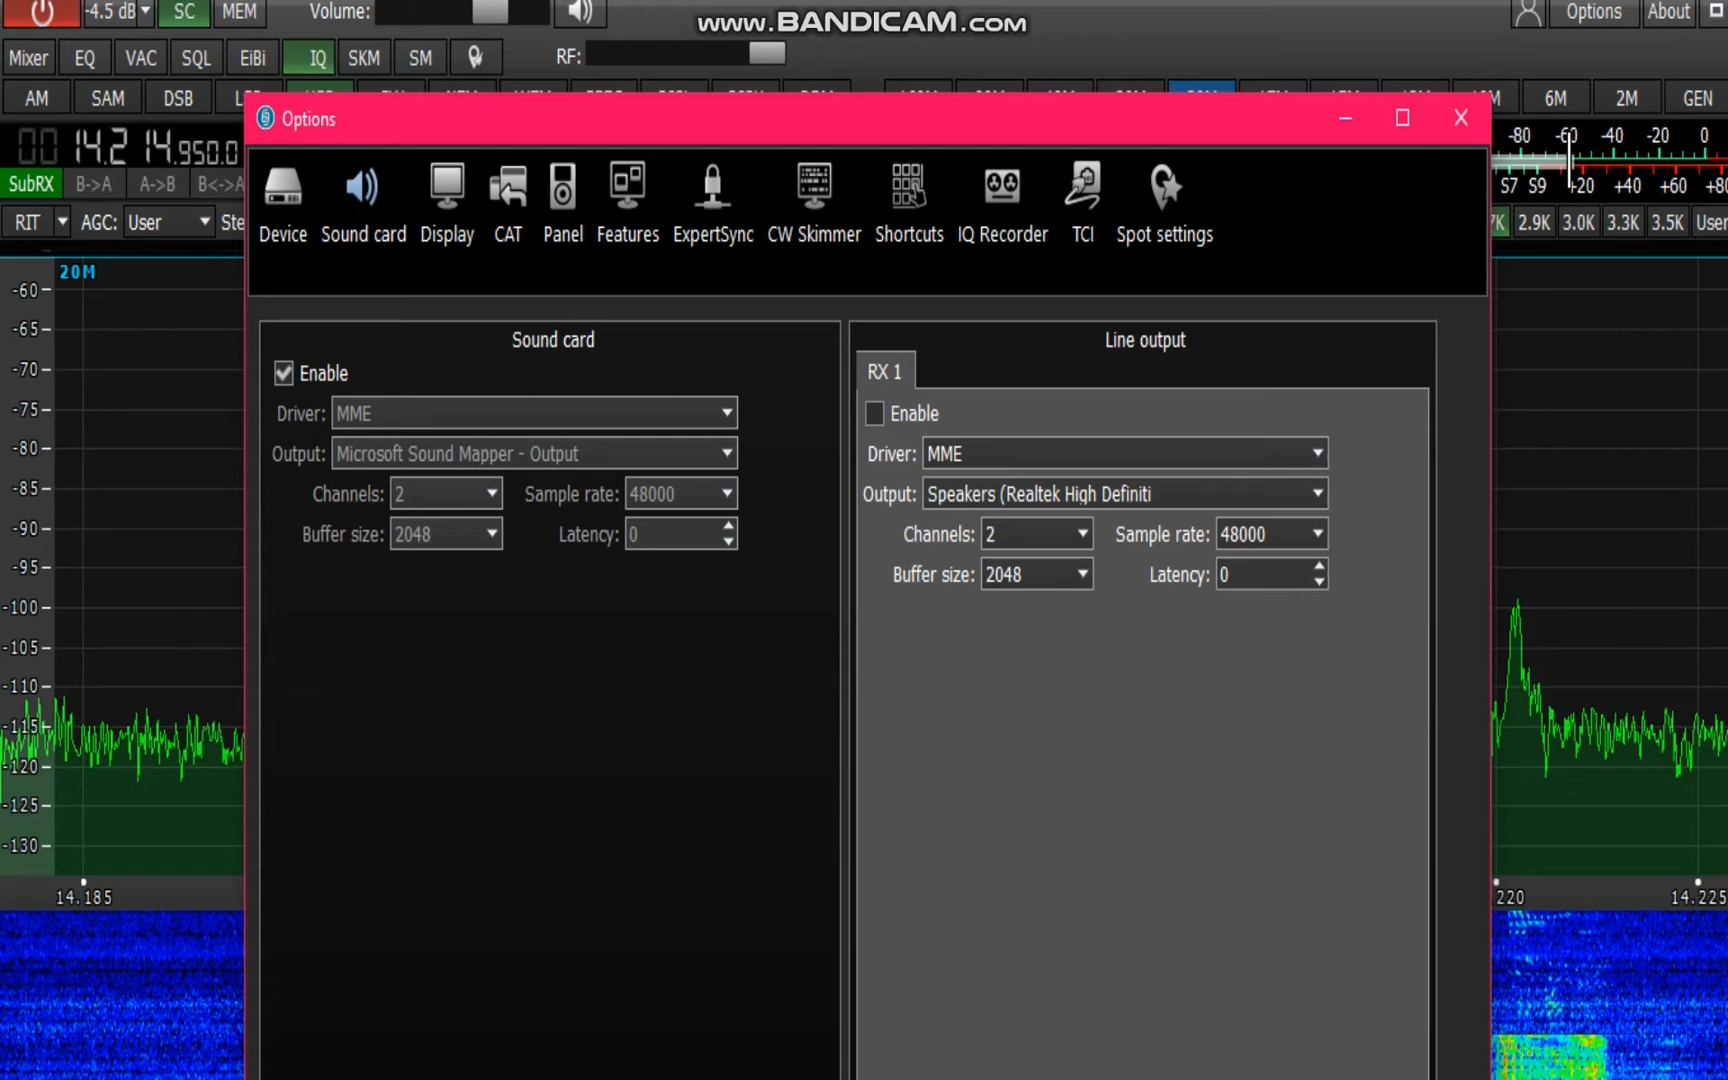 -4.5 dB SC MEM Volume: www.BANDICAM.com Options About
Mixer EQ VAC SQL EiBi IQ SKM SM RF:
AM SAM DSB 6M 2M GEN
Options
00 14.2 14.950.0
-80 -60 -40 -20 0
S7 S9 +20 +40 +60 +80
SubRX B->A A->B B<->A
RIT AGC: User Ste 2.9K 3.0K 3.3K 3.5K User
Device Sound card Display CAT Panel Features ExpertSync CW Skimmer Shortcuts IQ Recorder TCI Spot settings
20M
-60
-65
-70
-75
-80
-85
-90
-95
-100
-105
-110
-115
-120
-125
-130
Sound card
Enable
Driver: MME
Output: Microsoft Sound Mapper - Output
Channels: 2 Sample rate: 48000
Buffer size: 2048 Latency: 0
Line output
RX 1
Enable
Driver: MME
Output: Speakers (Realtek High Definiti
Channels: 2 Sample rate: 48000
Buffer size: 2048 Latency: 0
14.185 220 14.225